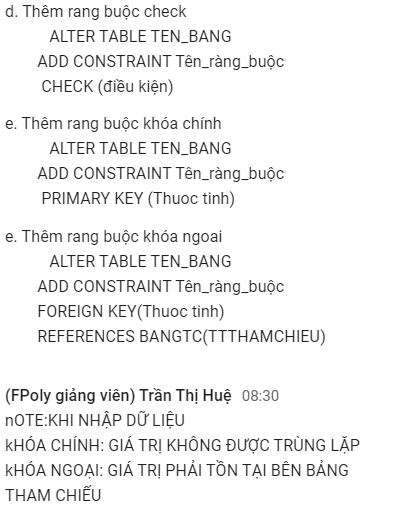 d. Thêm rang buộc check
ALTER TABLE TEN_BANG
ADD CONSTRAINT Tên_ràng_buộc
CHECK (điều kiện)
e. Thêm rang buộc khóa chính
ALTER TABLE TEN_BANG
ADD CONSTRAINT Tên_ràng_buộc
PRIMARY KEY (Thuoc tinh)
e. Thêm rang buộc khóa ngoai
ALTER TABLE TEN_BANG
ADD CONSTRAINT Tên_ràng_buộc
FOREIGN KEY(Thuoc tinh)
REFERENCES BANGTC(TTTHAMCHIEU)
(FPoly giảng viên) Trần Thị Huệ 08:30
nOTE:KHI NHẬP DỮ LIỆU
kHÓA CHÍNH: GIÁ TRỊ KHÔNG ĐƯỢC TRÙNG LẶP
kHÓA NGOẠI: GIÁ TRỊ PHẢI TỒN TẠI BÊN BẢNG
THAM CHIẾU